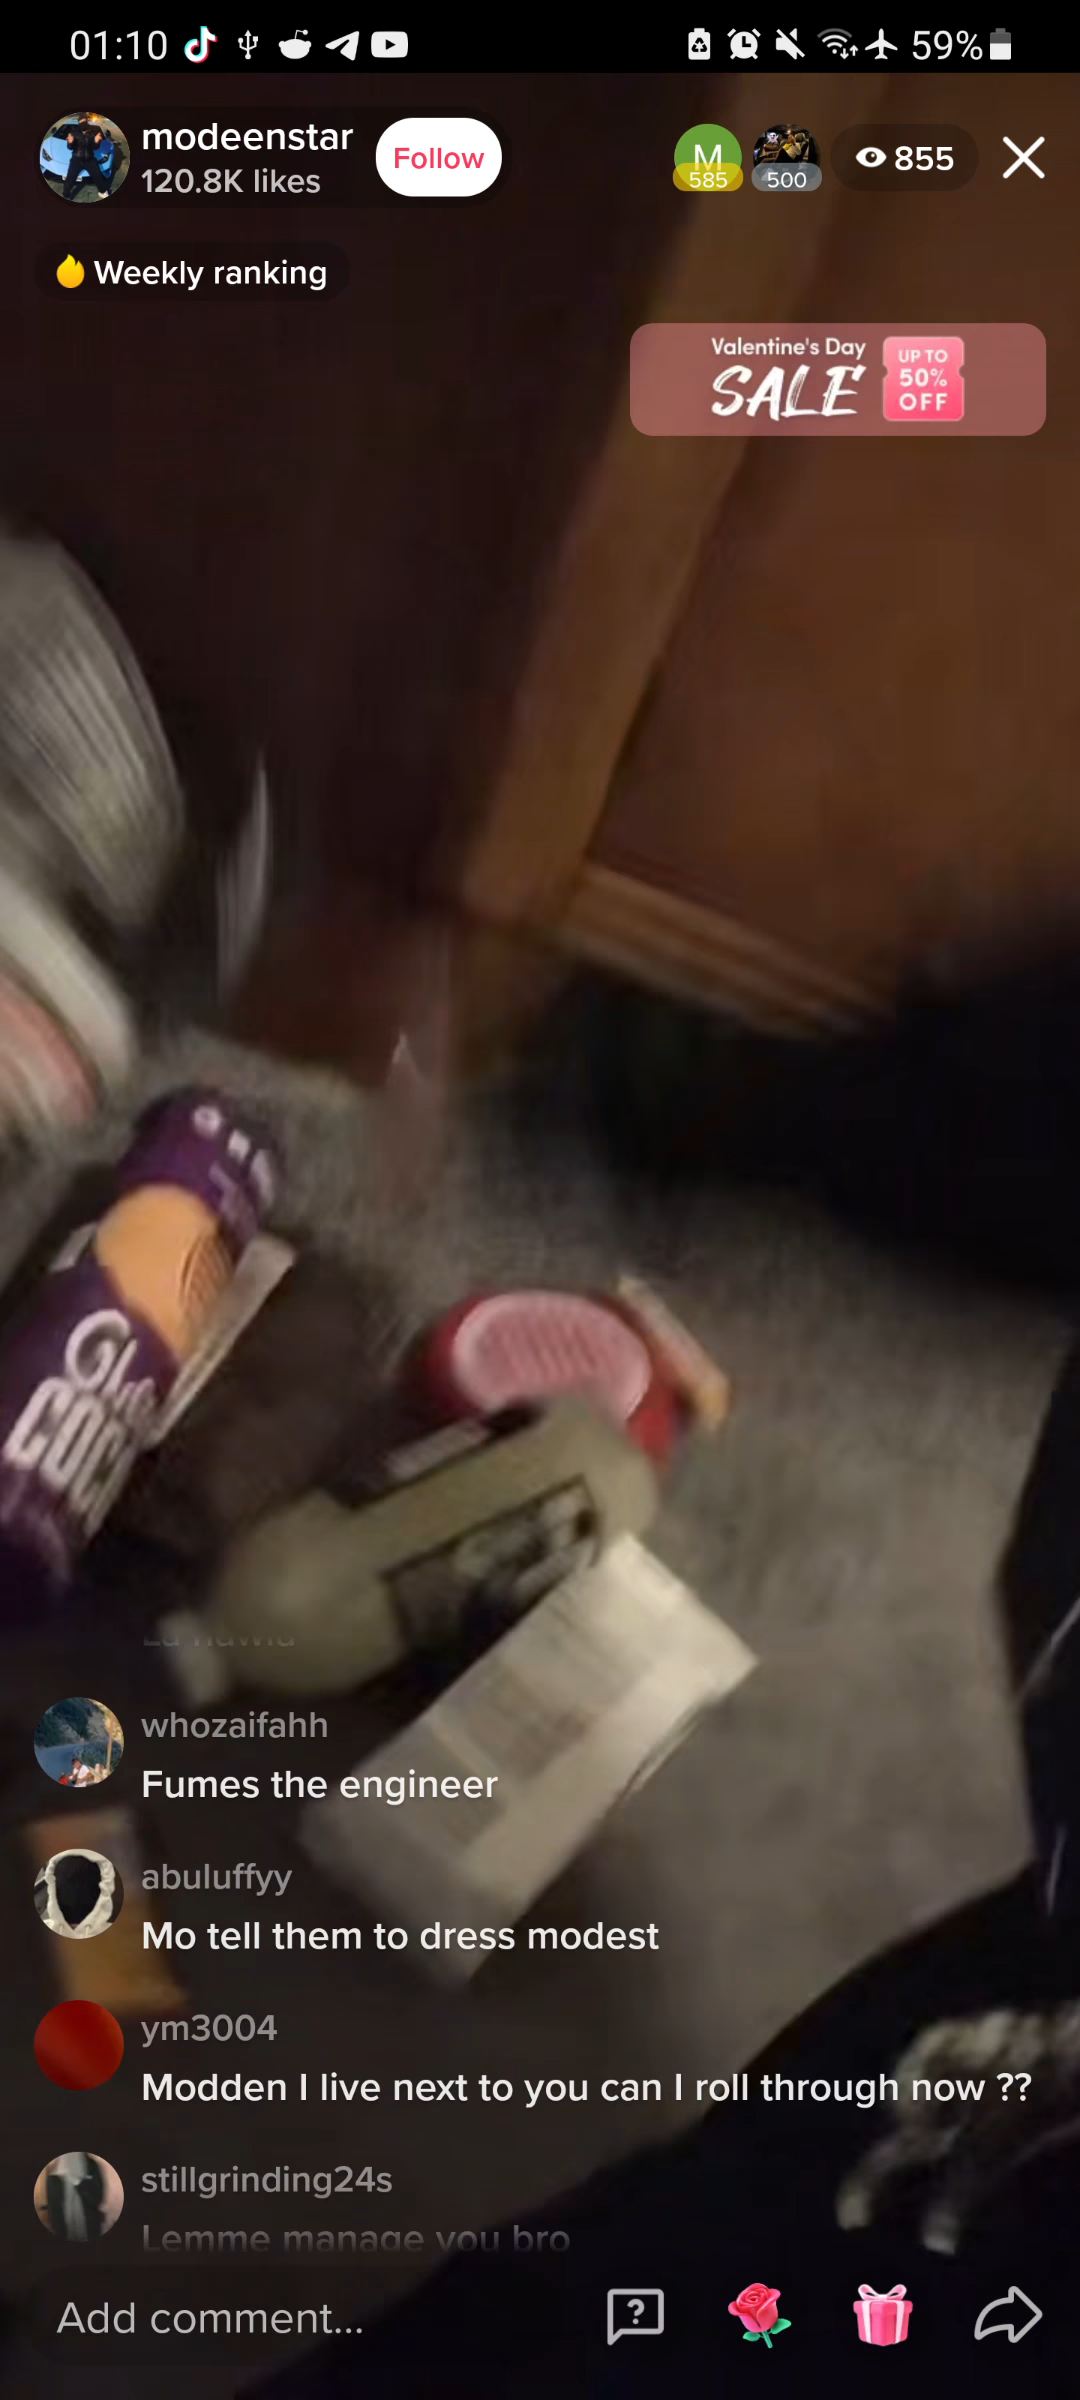 01:10
59%
modeenstar
120.8K likes
Follow
M
585
500
855
Weekly ranking
Valentine's Day
SALE
UP TO
50%
OFF
whozaifahh
Fumes the engineer
abuluffyy
Mo tell them to dress modest
ym3004
Modden I live next to you can I roll through now ??
stillgrinding24s
Lemme manage you bro
Add comment...